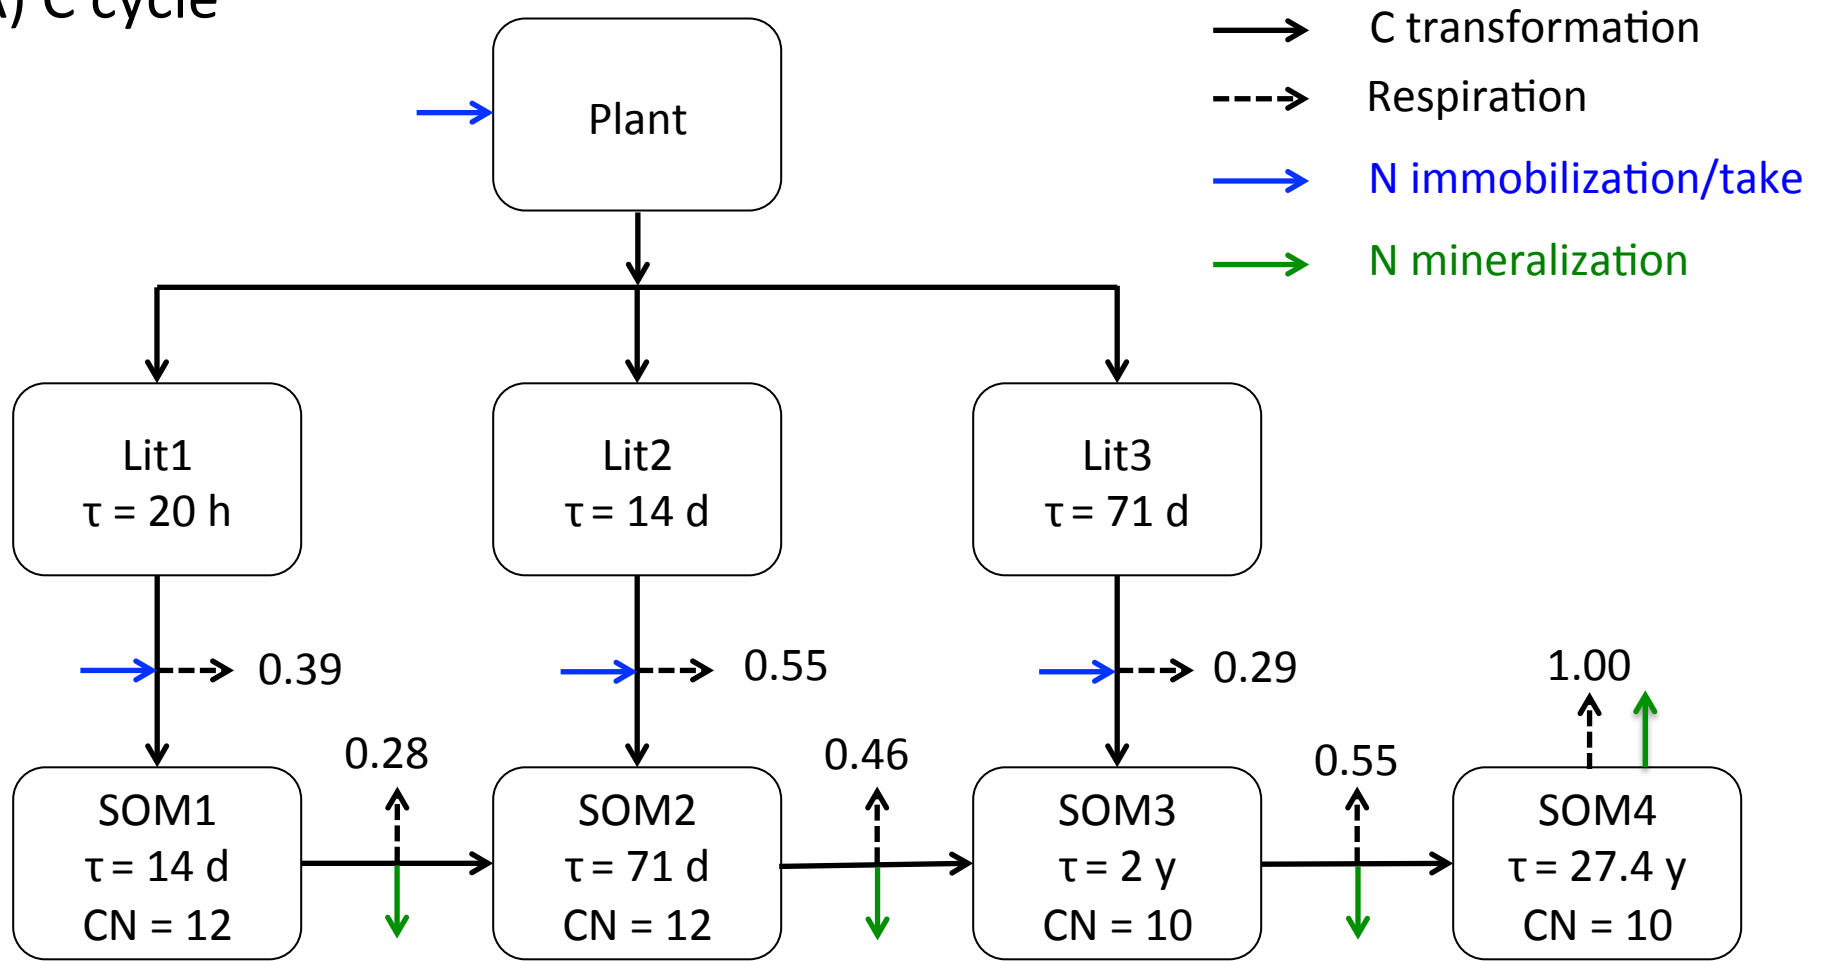 C cycle
C transformation
Respiration
N immobilization/take
N mineralization
Plant
Lit1
τ = 20 h
Lit2
τ = 14 d
Lit3
τ = 71 d
0.39
0.55
0.29
1.00
0.28
0.46
0.55
SOM1
τ = 14 d
CN = 12
SOM2
τ = 71 d
CN = 12
SOM3
τ = 2 y
CN = 10
SOM4
τ = 27.4 y
CN = 10